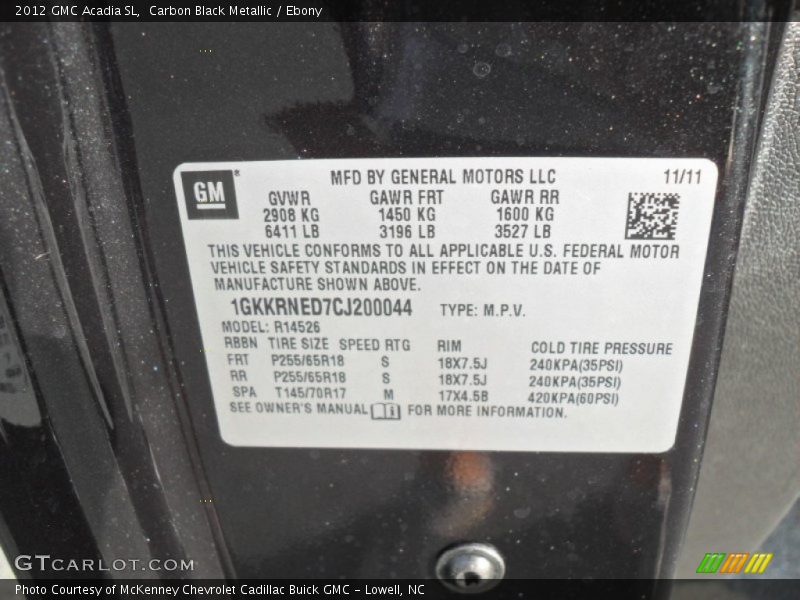 2012 GMC Acadia SL, Carbon Black Metallic / Ebony
GM®
MFD BY GENERAL MOTORS LLC 11/11
GVWR GAWR FRT GAWR RR
2908 KG 1450 KG 1600 KG
6411 LB 3196 LB 3527 LB
THIS VEHICLE CONFORMS TO ALL APPLICABLE U.S. FEDERAL MOTOR
VEHICLE SAFETY STANDARDS IN EFFECT ON THE DATE OF
MANUFACTURE SHOWN ABOVE.
1GKKRNED7CJ200044 TYPE: M.P.V.
MODEL: R14526
RBBN TIRE SIZE SPEED RTG RIM COLD TIRE PRESSURE
FRT P255/65R18 S 18X7.5J 240KPA(35PSI)
RR P255/65R18 S 18X7.5J 240KPA(35PSI)
SPA T145/70R17 M 17X4.5B 420KPA(60PSI)
SEE OWNER'S MANUAL FOR MORE INFORMATION.
GTCARLOT.COM
Photo Courtesy of McKenney Chevrolet Cadillac Buick GMC – Lowell, NC